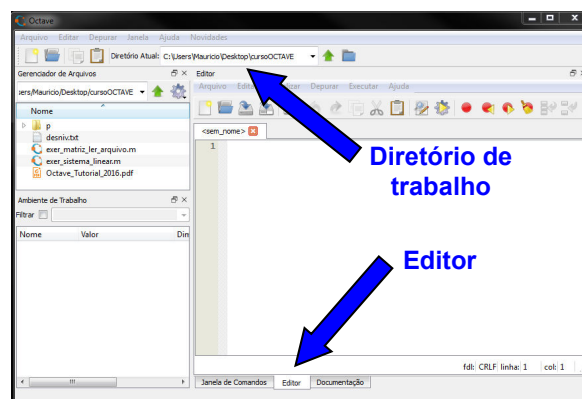 Octave
Arquivo Editar Depurar Janela Ajuda Novidades
Diretório Atual: C:\Users\Mauricio\Desktop\cursoOCTAVE
Gerenciador de Arquivos
sers/Mauricio/Desktop/cursoOCTAVE
Nome
p
desniv.txt
exer_matriz_ler_arquivo.m
exer_sistema_linear.m
Octave_Tutorial_2016.pdf
Ambiente de Trabalho
Filtrar
Nome Valor Din
Editor
Arquivo Depurar Executar Ajuda
<sem_nome>
1
Diretório de
trabalho
Editor
fdl: CRLF linha: 1 col: 1
Janela de Comandos Editor Documentação